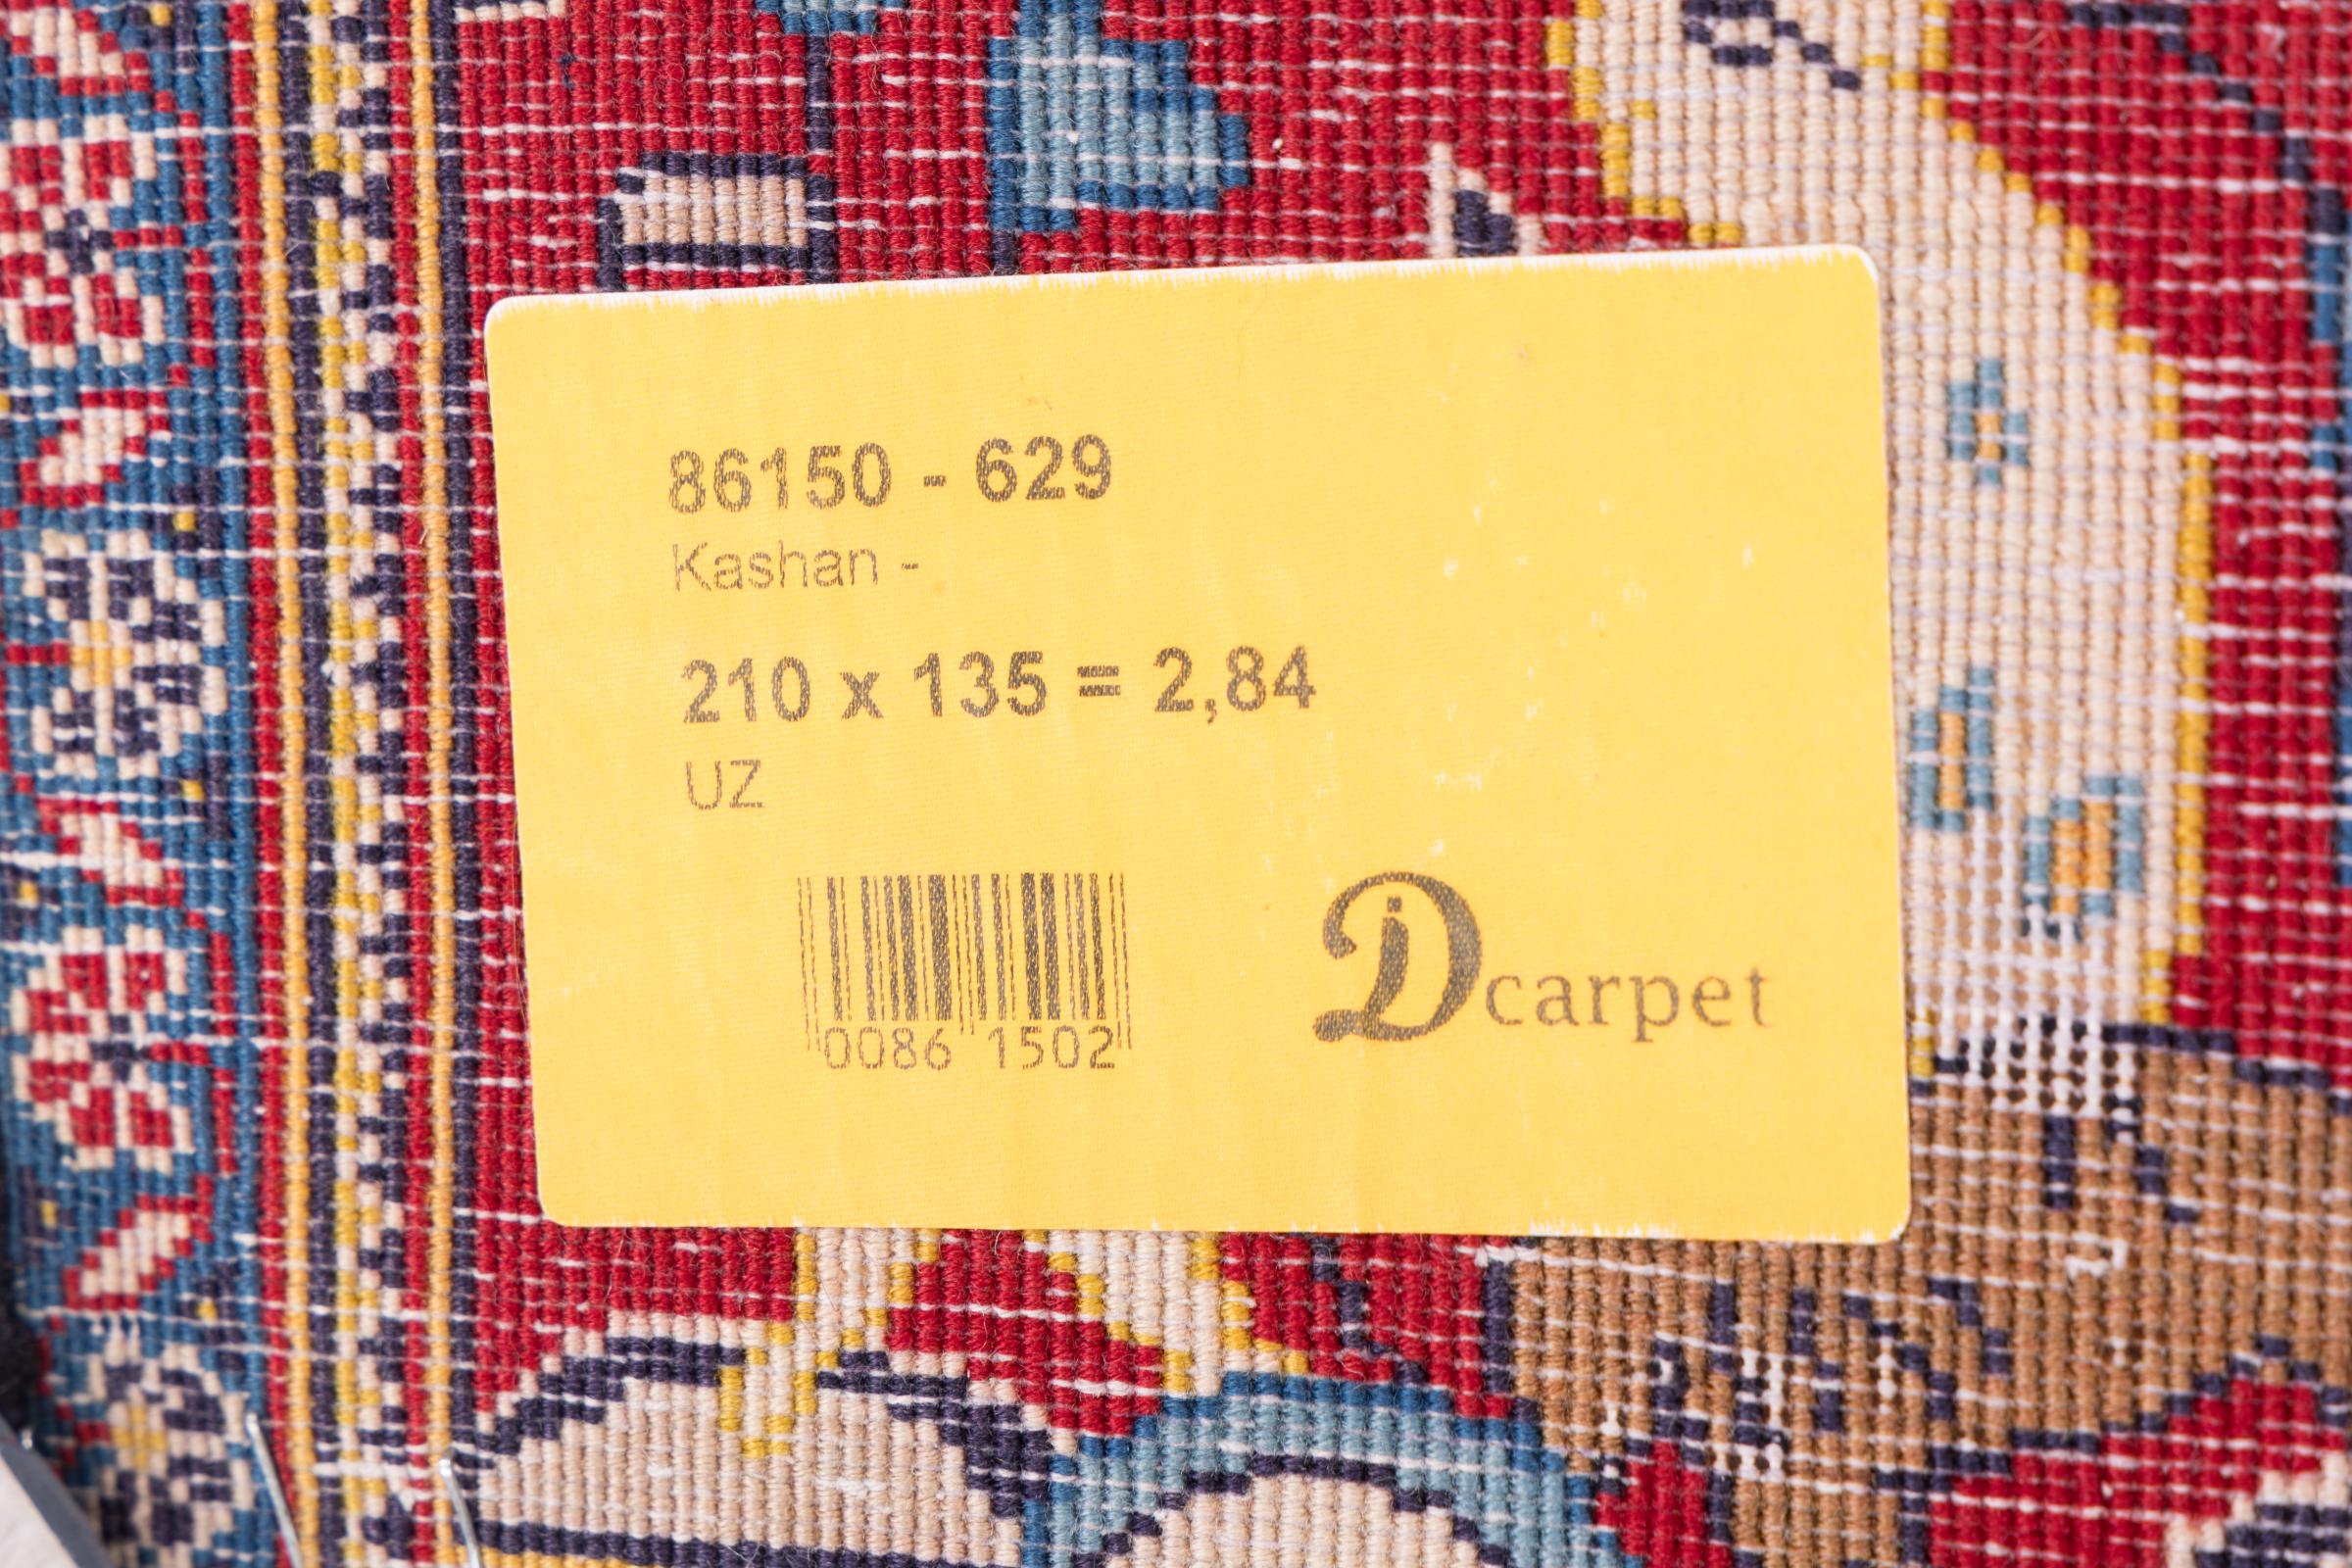 86150 - 629
Kashan -
210 x 135 = 2,84
UZ
0086 1502
Dcarpet